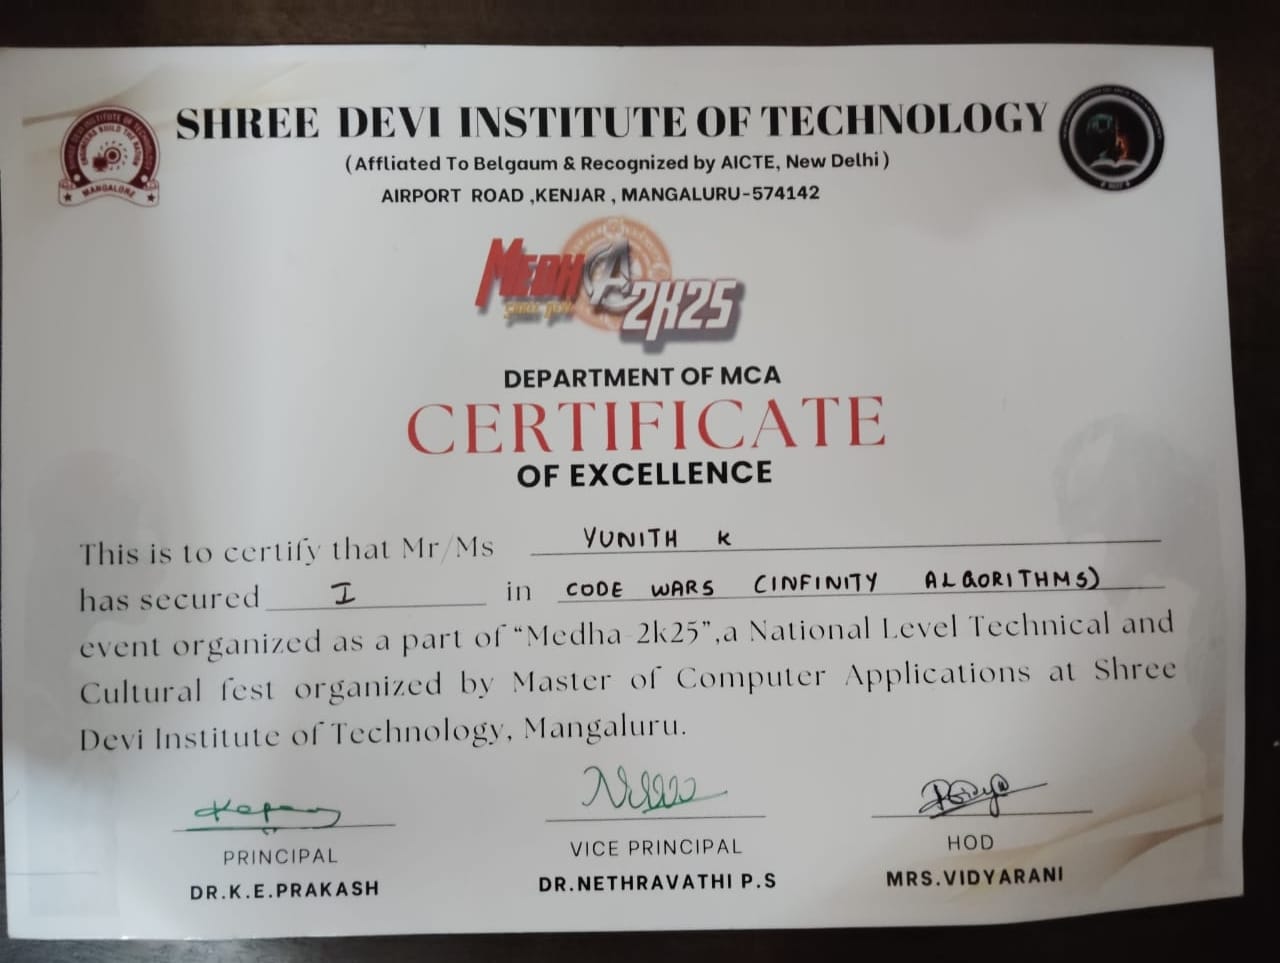 SHREE DEVI INSTITUTE OF TECHNOLOGY
(Affliated To Belgaum & Recognized by AICTE, New Delhi)
AIRPORT ROAD ,KENJAR , MANGALURU-574142
MANGALORE
MEDHA 2K25
DEPARTMENT OF MCA
CERTIFICATE
OF EXCELLENCE
This is to certify that Mr/Ms YUNITH K
has secured I in CODE WARS (INFINITY ALGORITHMS)
event organized as a part of “Medha-2k25”,a National Level Technical and
Cultural fest organized by Master of Computer Applications at Shree
Devi Institute of Technology, Mangaluru.
PRINCIPAL
DR.K.E.PRAKASH
VICE PRINCIPAL
DR.NETHRAVATHI P.S
HOD
MRS.VIDYARANI